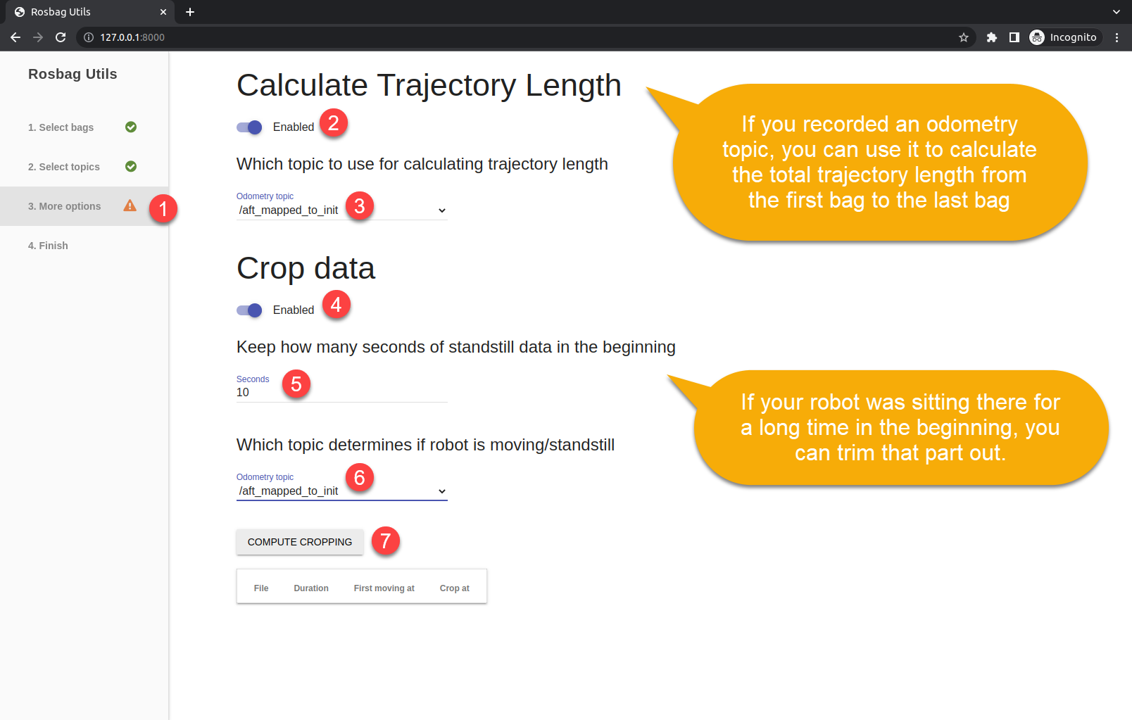 Rosbag Utils
127.0.0.1:8000
Incognito
Rosbag Utils
1. Select bags
2. Select topics
3. More options
1
4. Finish
Calculate Trajectory Length
Enabled
2
Which topic to use for calculating trajectory length
Odometry topic
/aft_mapped_to_init
3
If you recorded an odometry
topic, you can use it to calculate
the total trajectory length from
the first bag to the last bag
Crop data
Enabled
4
Keep how many seconds of standstill data in the beginning
Seconds
10
5
Which topic determines if robot is moving/standstill
Odometry topic
/aft_mapped_to_init
6
If your robot was sitting there for
a long time in the beginning, you
can trim that part out.
COMPUTE CROPPING
7
File Duration First moving at Crop at